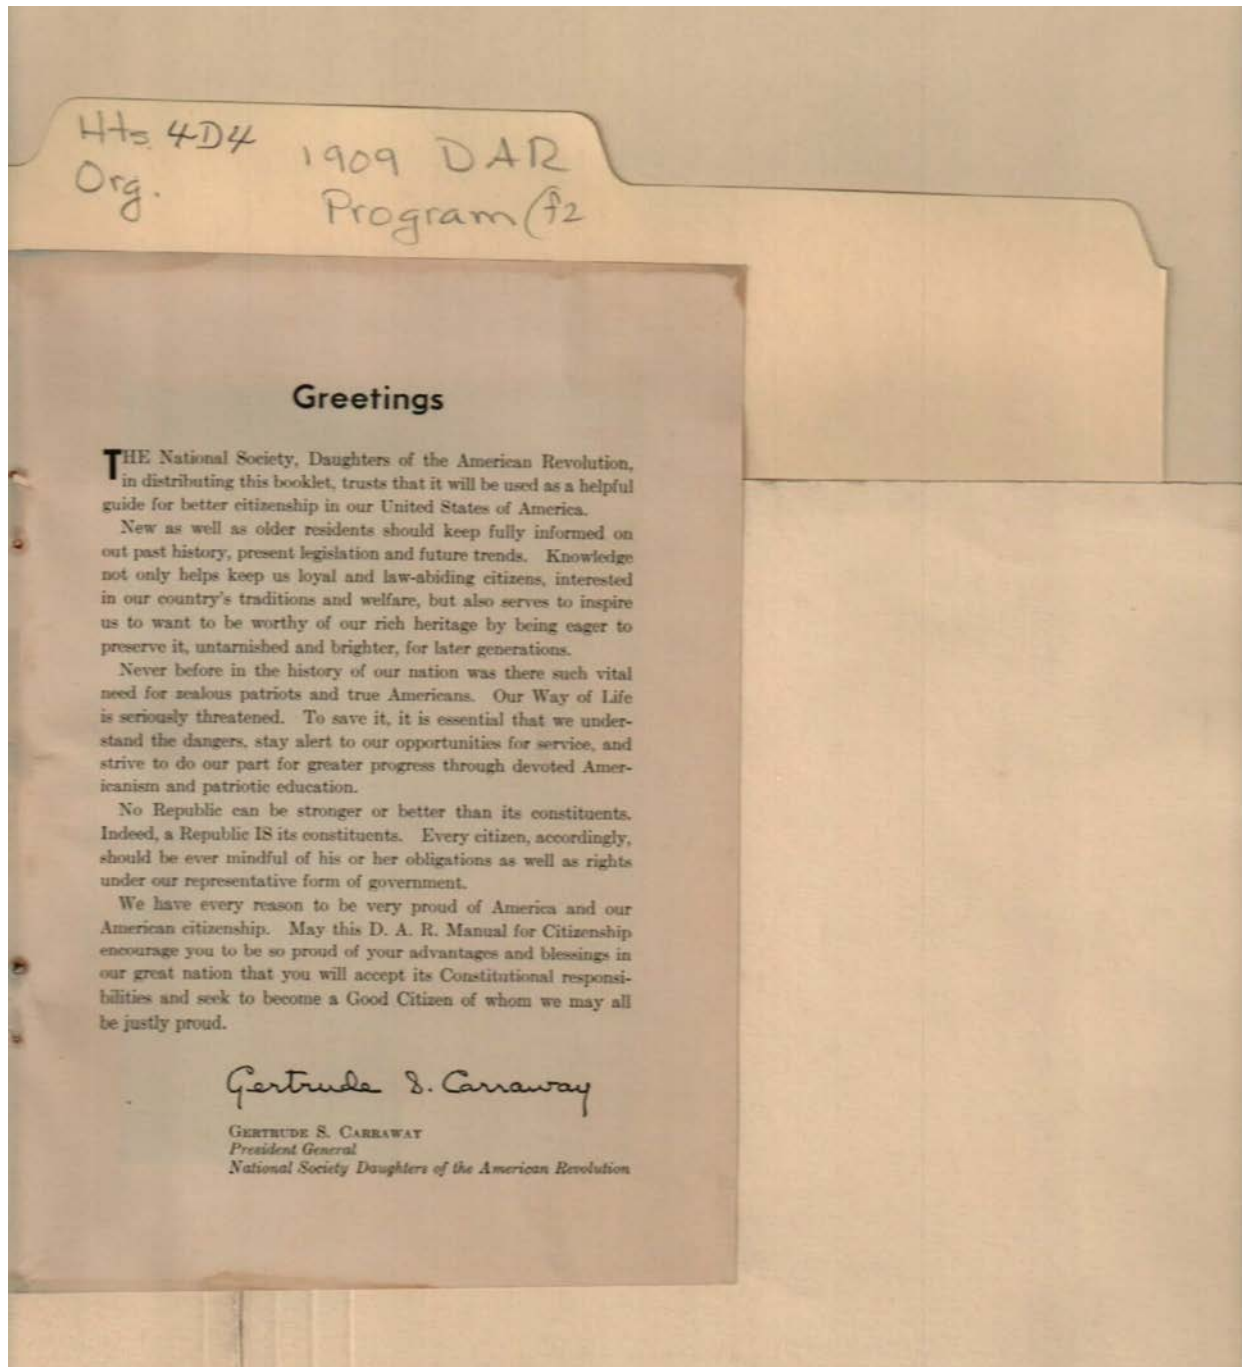 Hts. 4D4
Org.
1909 DAR
Program (f2
Greetings
THE National Society, Daughters of the American Revolution,
in distributing this booklet, trusts that it will be used as a helpful
guide for better citizenship in our United States of America.
New as well as older residents should keep fully informed on
out past history, present legislation and future trends. Knowledge
not only helps keep us loyal and law-abiding citizens, interested
in our country's traditions and welfare, but also serves to inspire
us to want to be worthy of our rich heritage by being eager to
preserve it, untarnished and brighter, for later generations.
Never before in the history of our nation was there such vital
need for zealous patriots and true Americans. Our Way of Life
is seriously threatened. To save it, it is essential that we under-
stand the dangers, stay alert to our opportunities for service, and
strive to do our part for greater progress through devoted Amer-
icanism and patriotic education.
No Republic can be stronger or better than its constituents.
Indeed, a Republic IS its constituents. Every citizen, accordingly,
should be ever mindful of his or her obligations as well as rights
under our representative form of government.
We have every reason to be very proud of America and our
American citizenship. May this D. A. R. Manual for Citizenship
encourage you to be so proud of your advantages and blessings in
our great nation that you will accept its Constitutional responsi-
bilities and seek to become a Good Citizen of whom we may all
be justly proud.
Gertrude S. Carraway
GERTRUDE S. CARRAWAY
President General
National Society Daughters of the American Revolution